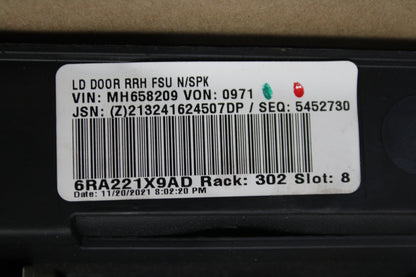 LD DOOR RRH FSU N/SPK
VIN: MH658209 VON: 0971
JSN: (Z)213241624507DP / SEQ: 5452730
6RA221X9AD Rack: 302 Slot: 8
Date: 11/20/2021 8:02:20 PM